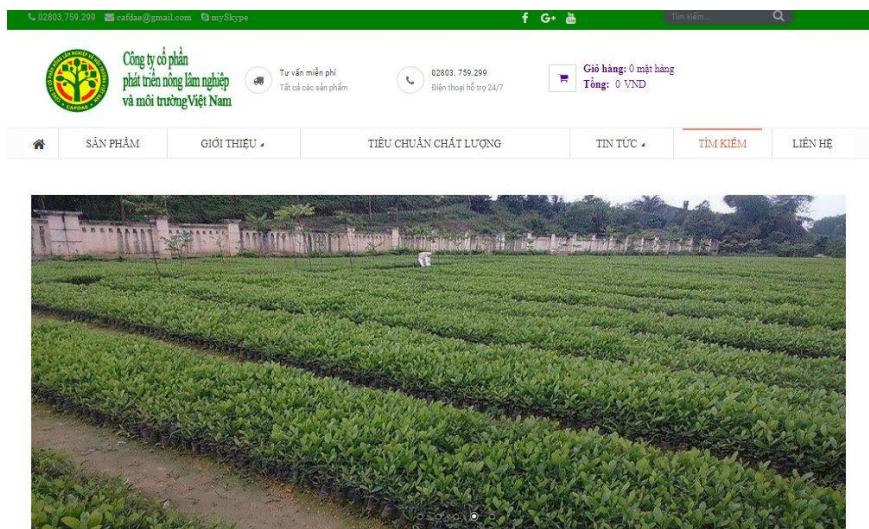 02803.759.299 cafdae@gmail.com mySkype
Tìm kiếm...
Công ty cổ phần
phát triển nông lâm nghiệp
và môi trườngViệt Nam
CAFDAE
Tư vấn miễn phí
Tất cả các sản phẩm
02803. 759.299
Điện thoại hỗ trợ 24/7
Giỏ hàng: 0 mặt hàng
Tổng: 0 VND
SẢN PHẨM GIỚI THIỆU TIÊU CHUẨN CHẤT LƯỢNG TIN TỨC TÌM KIẾM LIÊN HỆ